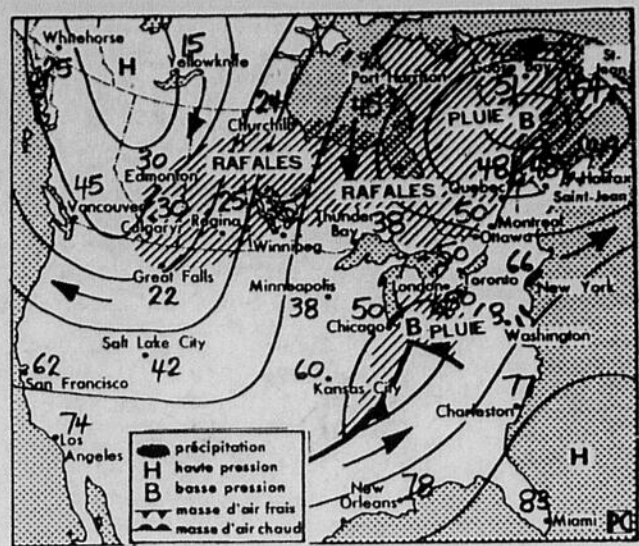 Whitehorse
25
H
15
Yellowknife
24
Churchill
Port Harrison
Goose Bay
St-
Jean
PLUIE B
30
Edmonton
RAFALES
RAFALES
48
Québec
49
Halifax
Saint-Jean
45
Vancouver
30
Calgary
25
Regina
Winnipeg
Thunder
Bay
38
50
Montréal
Ottawa
Great Falls
22
Minneapolis
38
50
Chicago
London
Toronto
66
New York
B PLUIE
Washington
Salt Lake City
42
62
San Francisco
60
Kansas City
77
Charleston
74
Los
Angeles
New
Orleans
78
83
Miami
H
précipitation
H haute pression
B basse pression
masse d'air frais
masse d'air chaud
PC